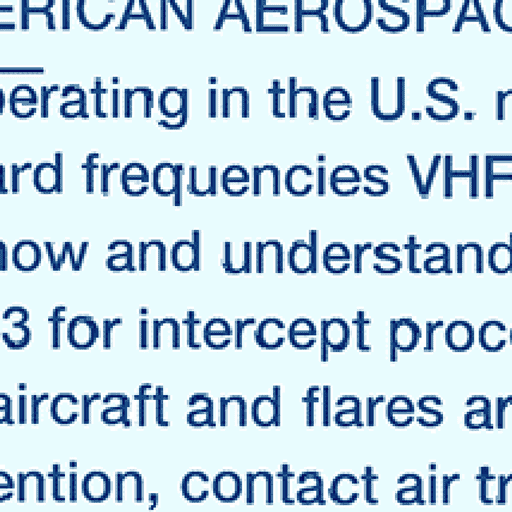 ERICAN AEROSPAC
perating in the U.S. n
ard frequencies VHF
now and understand
-3 for intercept proce
aircraft and flares ar
ention, contact air tr